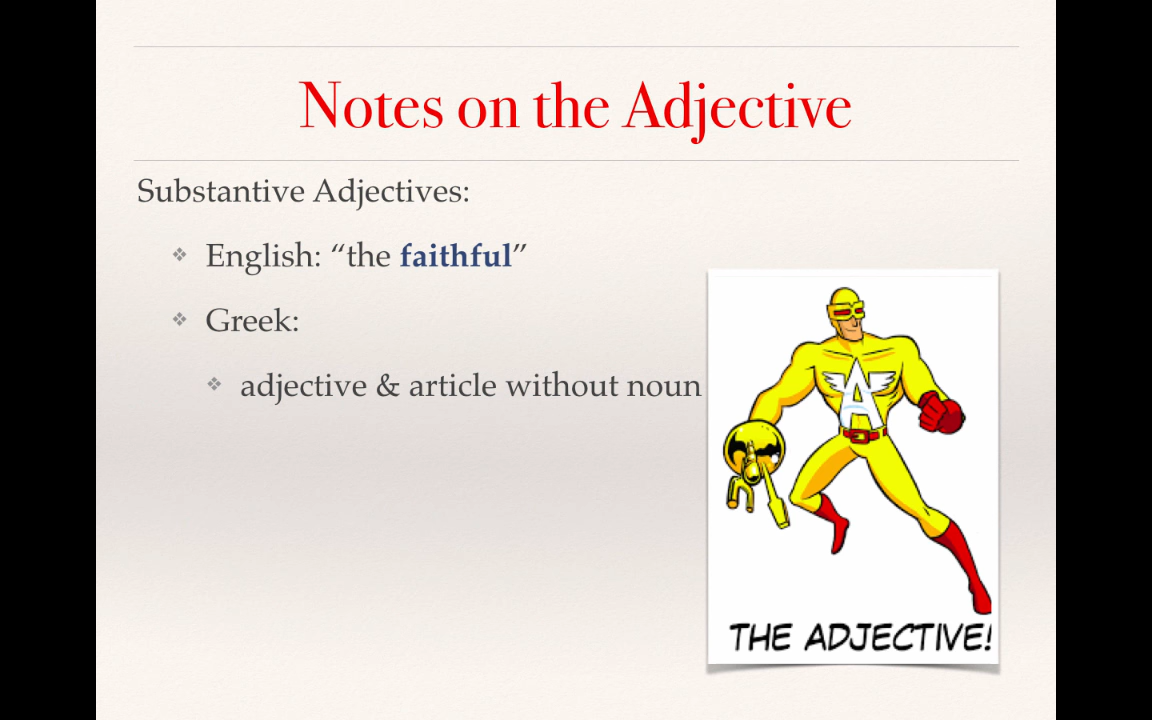 Notes on the Adjective
Substantive Adjectives:
❖ English: “the faithful”
❖ Greek:
❖ adjective & article without noun
A
THE ADJECTIVE!